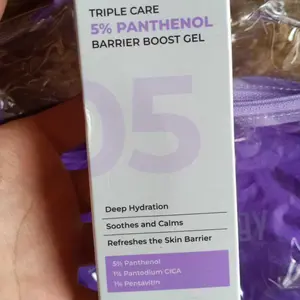 TRIPLE CARE
5% PANTHENOL
BARRIER BOOST GEL
05
Deep Hydration
Soothes and Calms
Refreshes the Skin Barrier
5% Panthenol
1% Pantodium CICA
1% Pentavitin